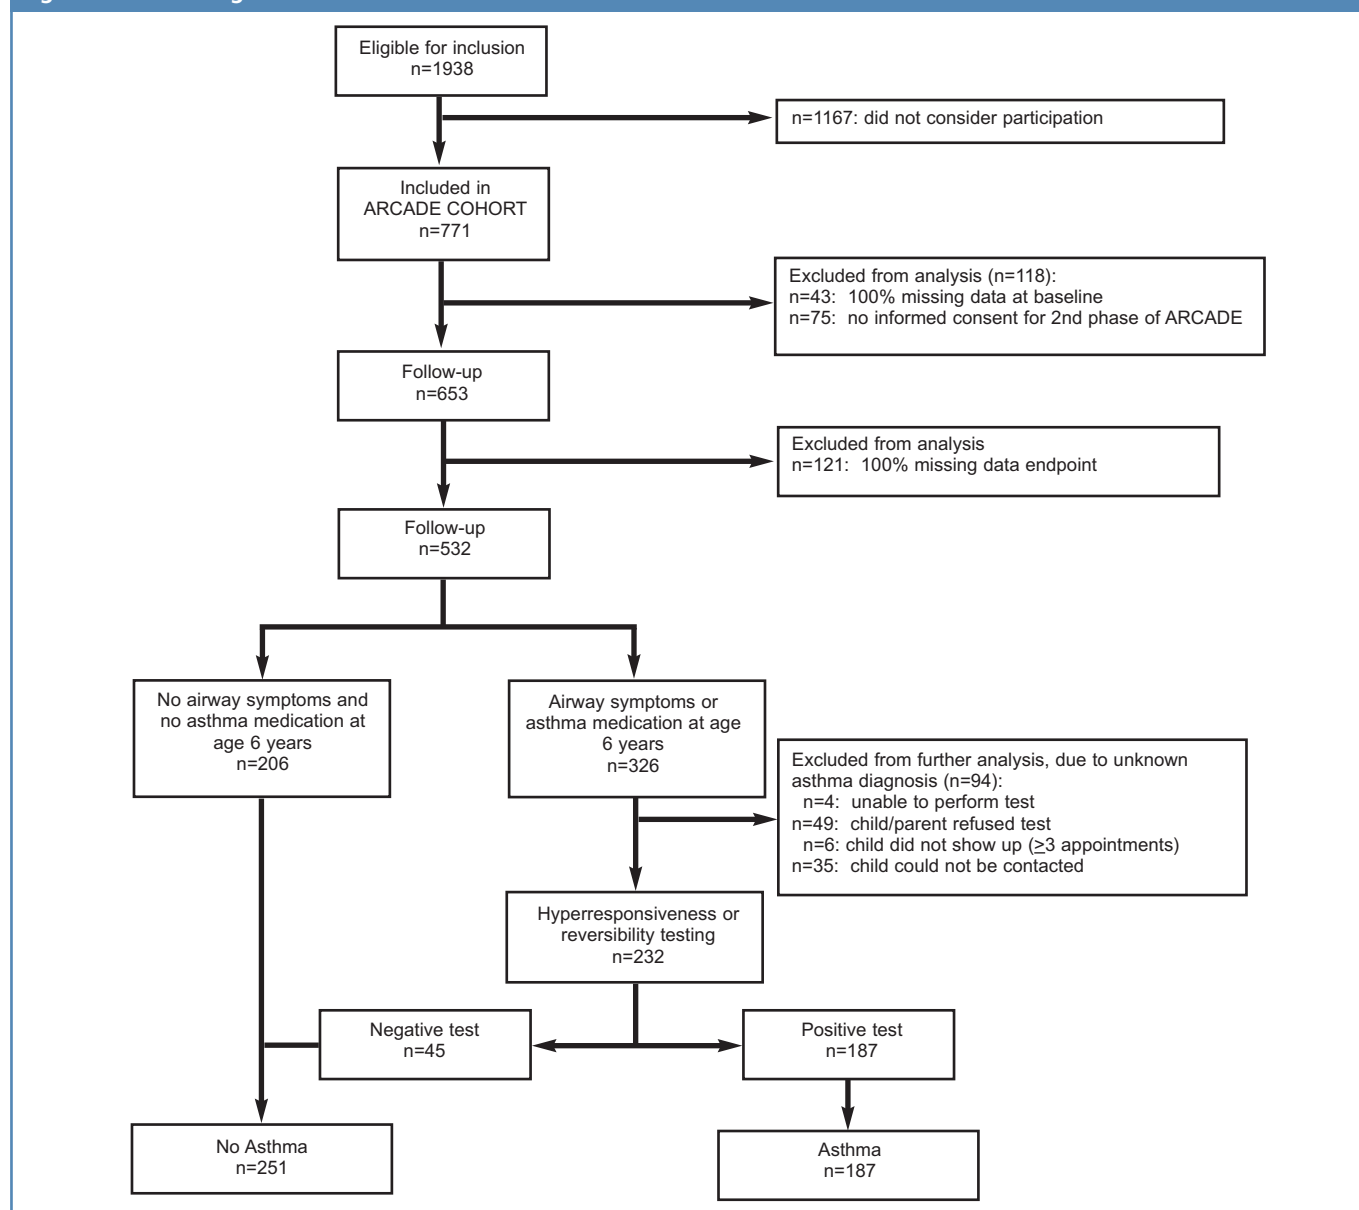 Eligible for inclusion
n=1938
n=1167: did not consider participation
Included in
ARCADE COHORT
n=771
Excluded from analysis (n=118):
n=43: 100% missing data at baseline
n=75: no informed consent for 2nd phase of ARCADE
Follow-up
n=653
Excluded from analysis
n=121: 100% missing data endpoint
Follow-up
n=532
No airway symptoms and
no asthma medication at
age 6 years
n=206
Airway symptoms or
asthma medication at age
6 years
n=326
Excluded from further analysis, due to unknown
asthma diagnosis (n=94):
n=4: unable to perform test
n=49: child/parent refused test
n=6: child did not show up (≥3 appointments)
n=35: child could not be contacted
Hyperresponsiveness or
reversibility testing
n=232
Negative test
n=45
Positive test
n=187
No Asthma
n=251
Asthma
n=187